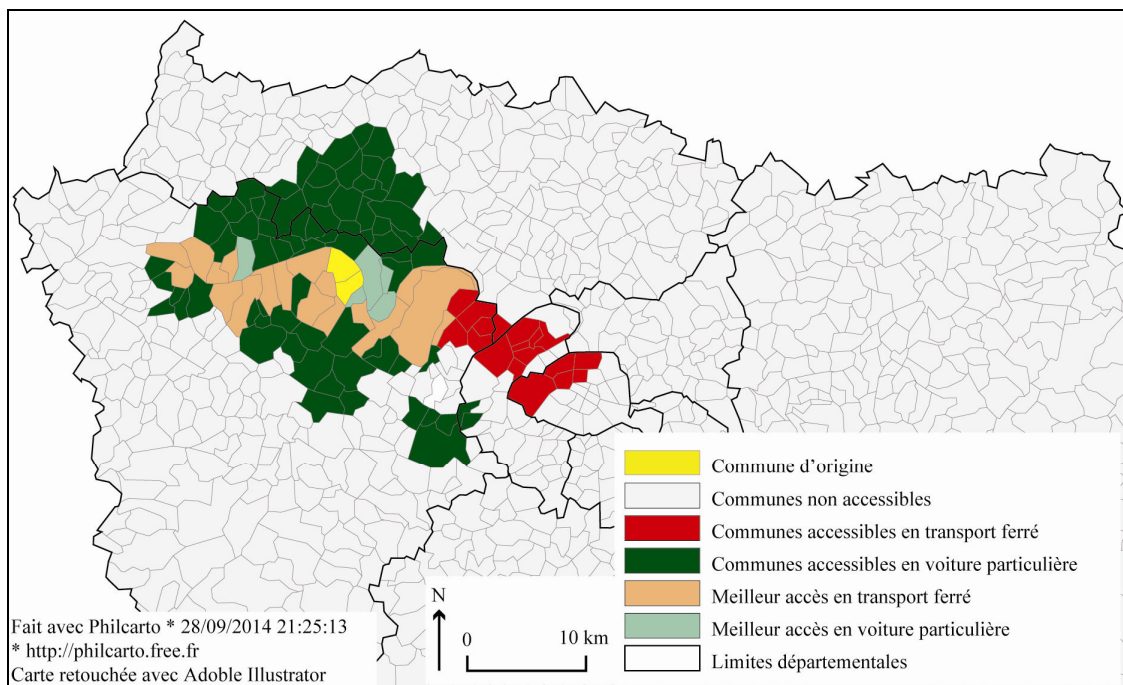 Commune d'origine
Communes non accessibles
Communes accessibles en transport ferré
Communes accessibles en voiture particulière
Meilleur accès en transport ferré
Meilleur accès en voiture particulière
Limites départementales
N
0 10 km
Fait avec Philcarto * 28/09/2014 21:25:13
* http://philcarto.free.fr
Carte retouchée avec Adoble Illustrator